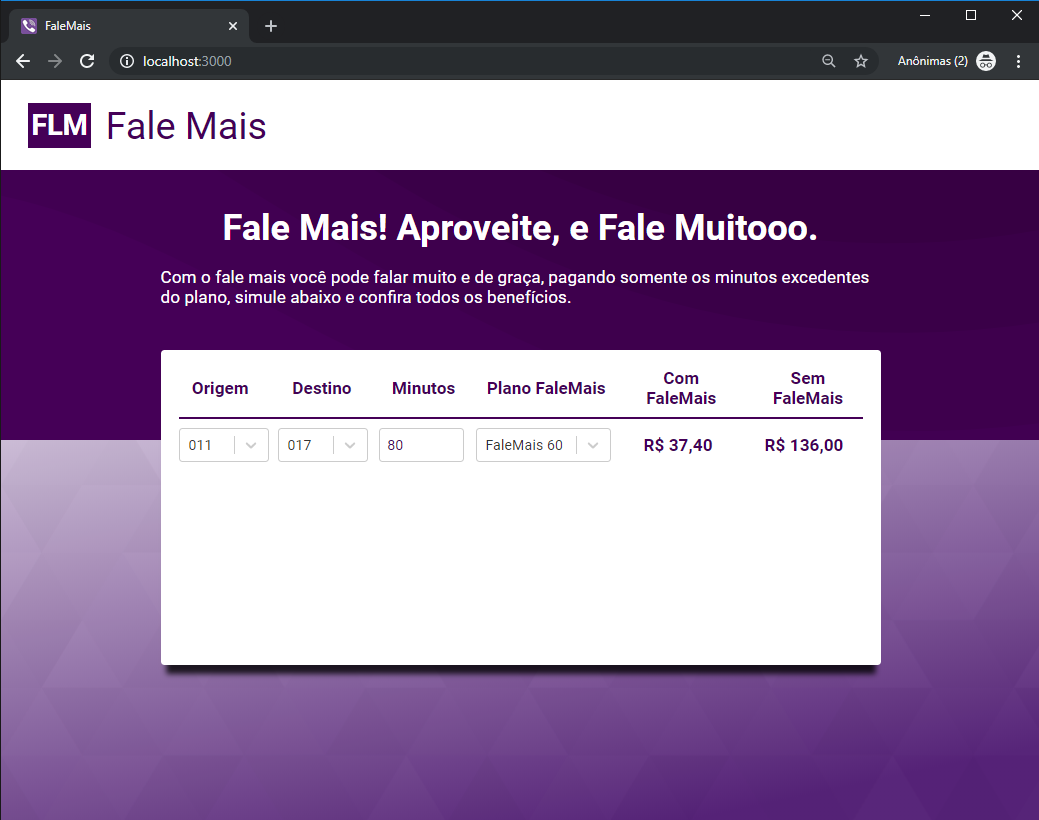 FaleMais
localhost:3000
Anônimas (2)
FLM Fale Mais
Fale Mais! Aproveite, e Fale Muitooo.
Com o fale mais você pode falar muito e de graça, pagando somente os minutos excedentes
do plano, simule abaixo e confira todos os benefícios.
Origem Destino Minutos Plano FaleMais Com FaleMais Sem FaleMais
011 017 80 FaleMais 60 R$ 37,40 R$ 136,00